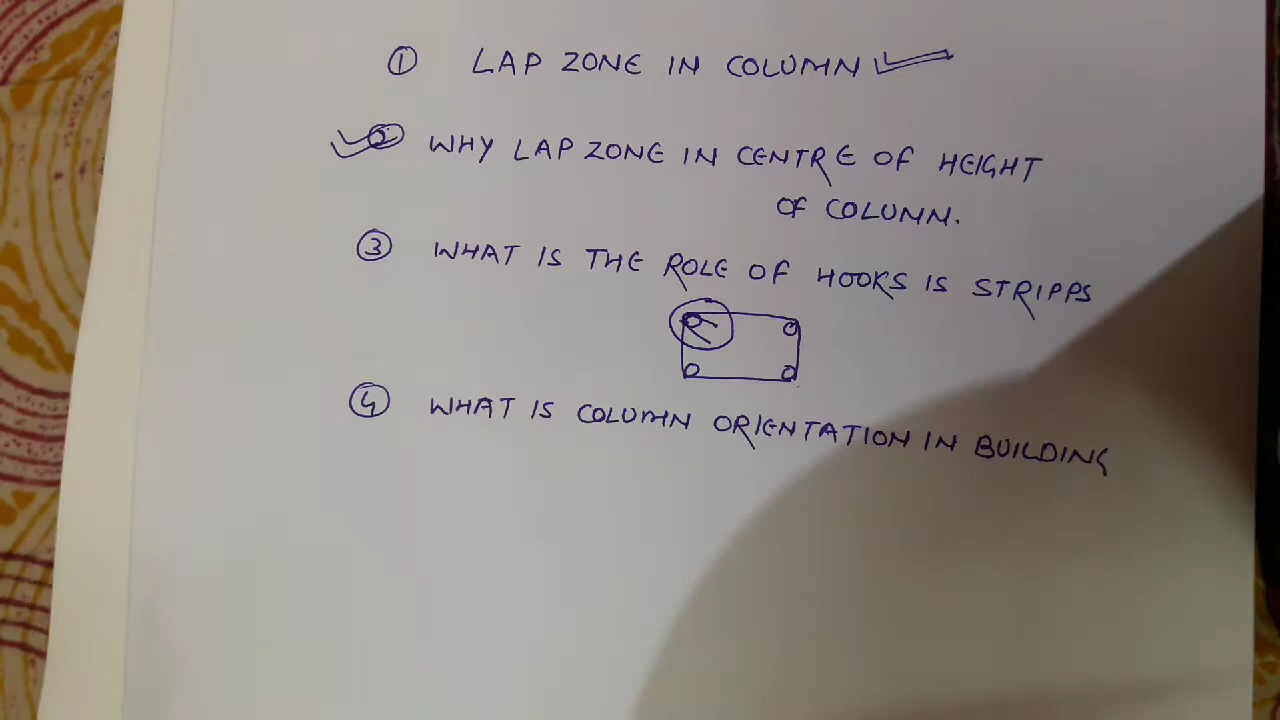 ① LAP ZONE IN COLUMN
② WHY LAP ZONE IN CENTRE OF HEIGHT
OF COLUMN.
③ WHAT IS THE ROLE OF HOOKS IS STRIPPS
④ WHAT IS COLUMN ORIENTATION IN BUILDING